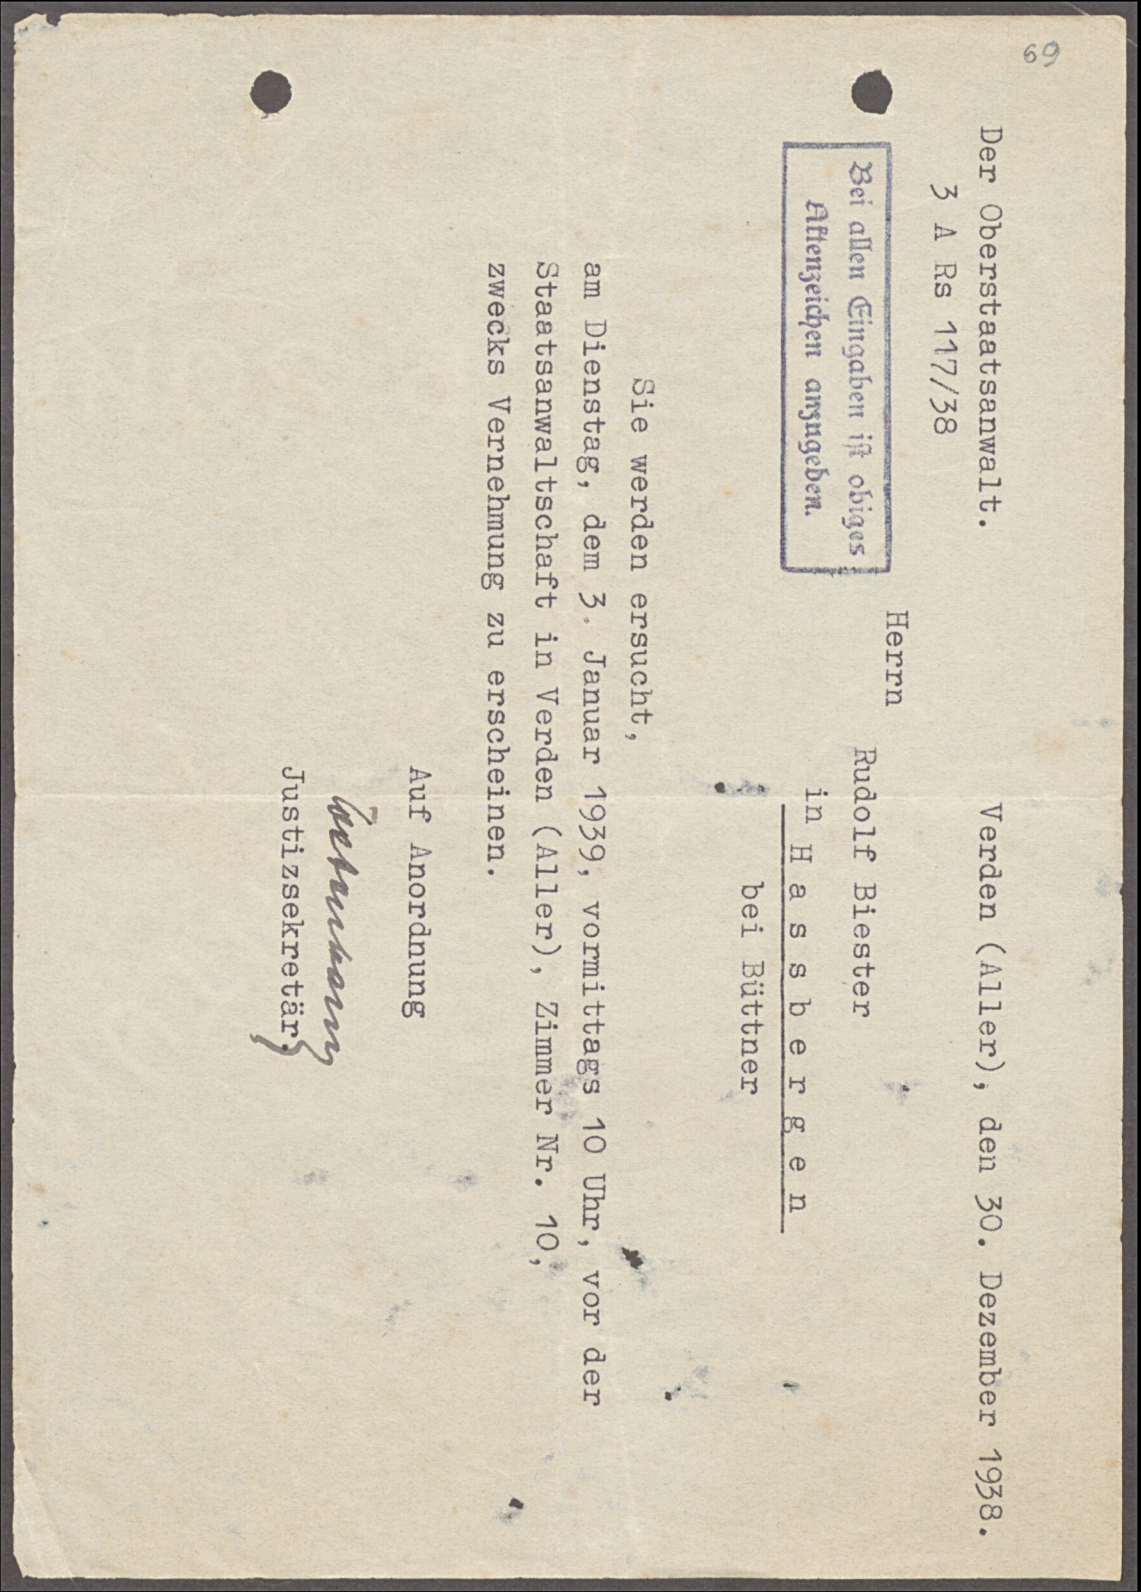 69
Der Oberstaatsanwalt.
Verden (Aller), den 30. Dezember 1938.
3 A Rs 117/38
Bei allen Eingaben ist obiges
Aktenzeichen anzugeben.
Herrn
Rudolf Biester
in H a s s b e r g e n
bei Büttner
Sie werden ersucht,
am Dienstag, dem 3. Januar 1939, vormittags 10 Uhr, vor der
Staatsanwaltschaft in Verden (Aller), Zimmer Nr. 10,
zwecks Vernehmung zu erscheinen.
Auf Anordnung
Justizsekretär.